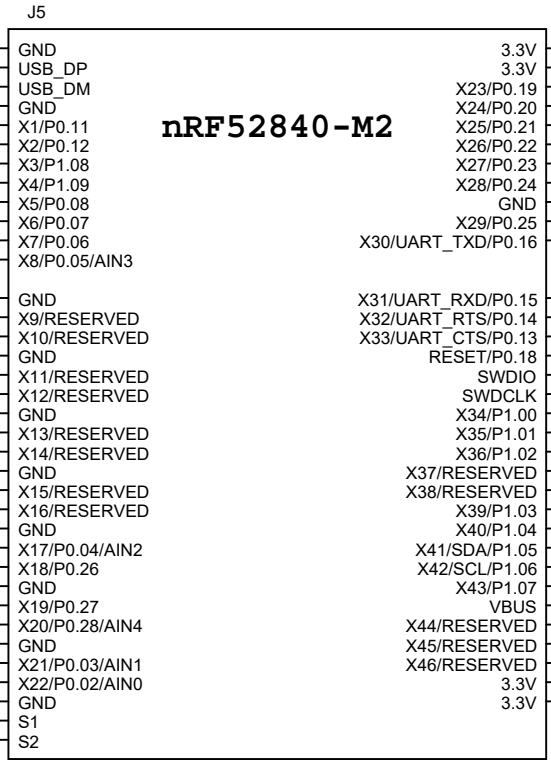 J5
nRF52840-M2
GND
USB_DP
USB_DM
GND
X1/P0.11
X2/P0.12
X3/P1.08
X4/P1.09
X5/P0.08
X6/P0.07
X7/P0.06
X8/P0.05/AIN3
GND
X9/RESERVED
X10/RESERVED
GND
X11/RESERVED
X12/RESERVED
GND
X13/RESERVED
X14/RESERVED
GND
X15/RESERVED
X16/RESERVED
GND
X17/P0.04/AIN2
X18/P0.26
GND
X19/P0.27
X20/P0.28/AIN4
GND
X21/P0.03/AIN1
X22/P0.02/AIN0
GND
S1
S2
3.3V
3.3V
X23/P0.19
X24/P0.20
X25/P0.21
X26/P0.22
X27/P0.23
X28/P0.24
GND
X29/P0.25
X30/UART_TXD/P0.16
X31/UART_RXD/P0.15
X32/UART_RTS/P0.14
X33/UART_CTS/P0.13
RESET/P0.18
SWDIO
SWDCLK
X34/P1.00
X35/P1.01
X36/P1.02
X37/RESERVED
X38/RESERVED
X39/P1.03
X40/P1.04
X41/SDA/P1.05
X42/SCL/P1.06
X43/P1.07
VBUS
X44/RESERVED
X45/RESERVED
X46/RESERVED
3.3V
3.3V